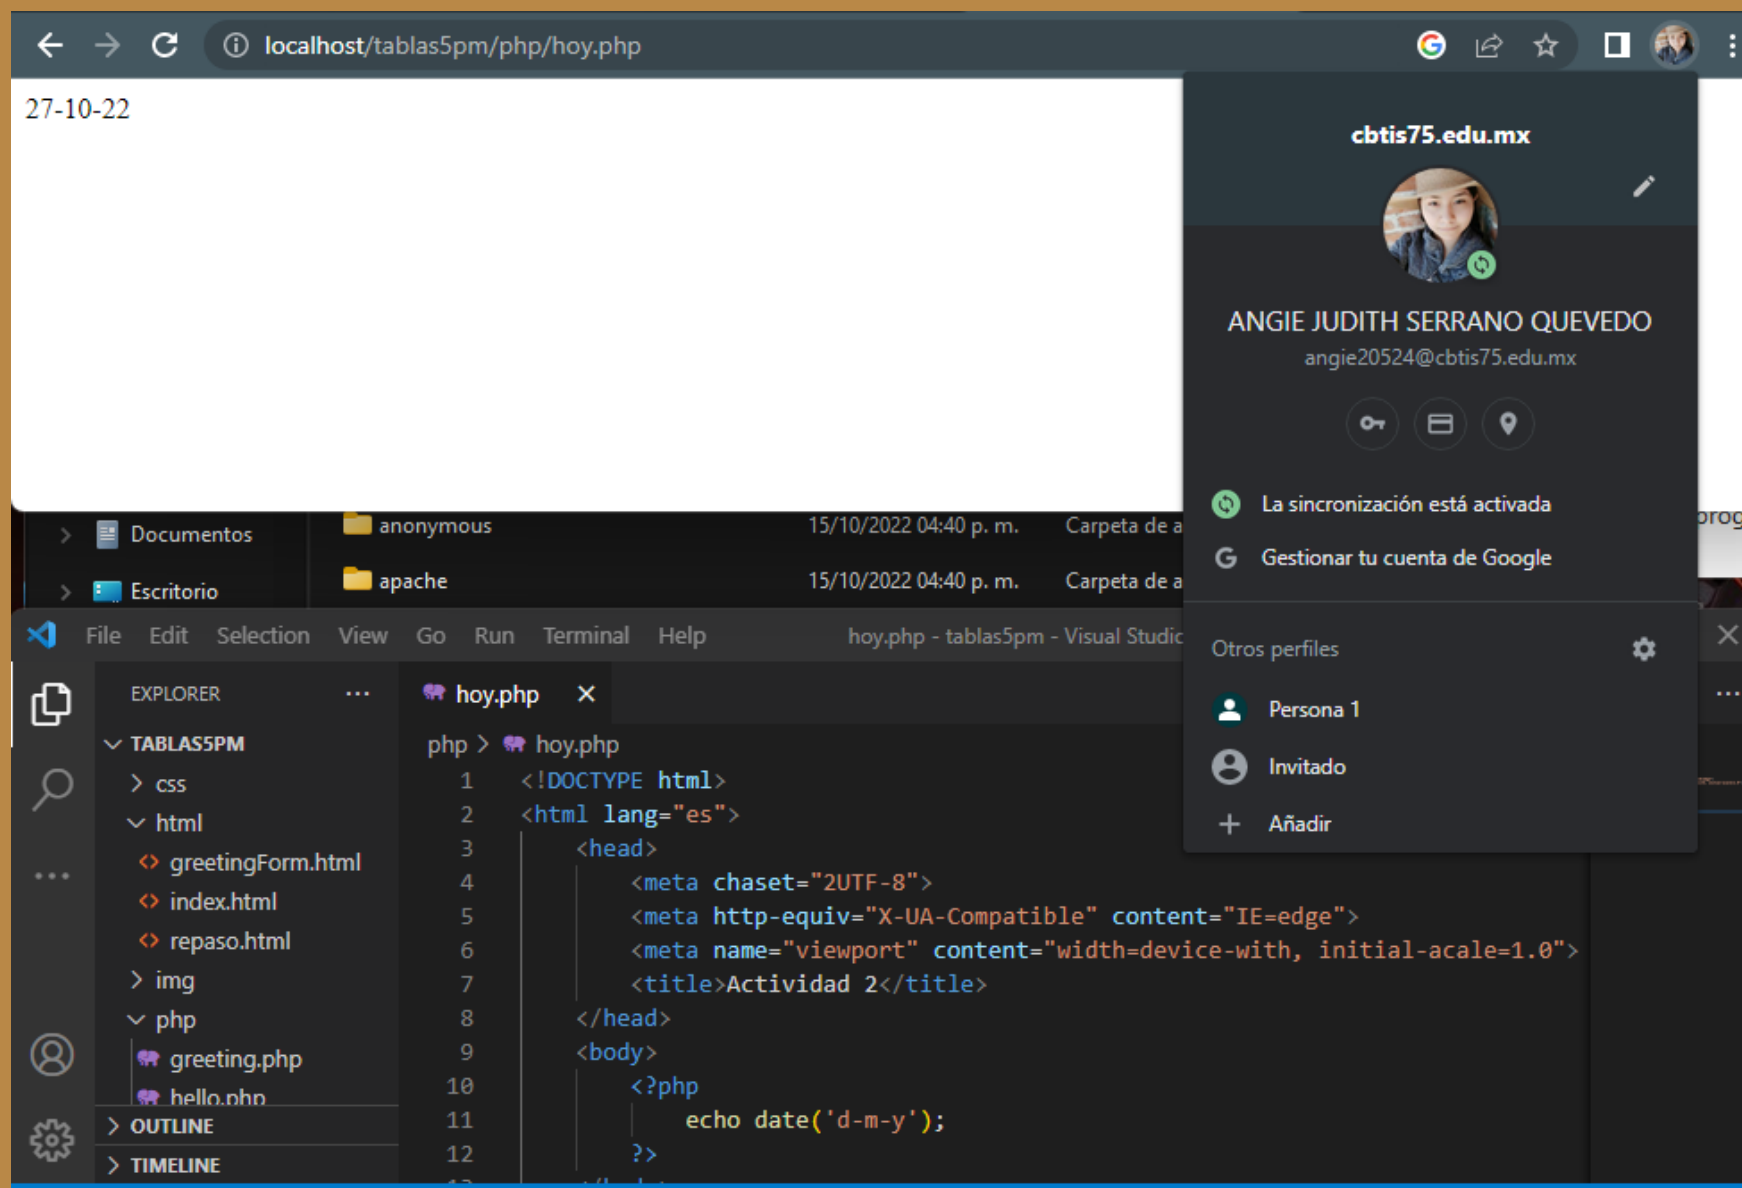 localhost/tablas5pm/php/hoy.php
27-10-22
cbtis75.edu.mx
ANGIE JUDITH SERRANO QUEVEDO
angie20524@cbtis75.edu.mx
La sincronización está activada
Gestionar tu cuenta de Google
Otros perfiles
Persona 1
Invitado
Añadir
Documentos
Escritorio
anonymous 15/10/2022 04:40 p. m. Carpeta de a
apache 15/10/2022 04:40 p. m. Carpeta de a
prog
File Edit Selection View Go Run Terminal Help hoy.php - tablas5pm - Visual Studic
EXPLORER
TABLAS5PM
css
html
greetingForm.html
index.html
repaso.html
img
php
greeting.php
hello.php
OUTLINE
TIMELINE
hoy.php
php > hoy.php
1 <!DOCTYPE html>
2 <html lang="es">
3 <head>
4 <meta chaset="2UTF-8">
5 <meta http-equiv="X-UA-Compatible" content="IE=edge">
6 <meta name="viewport" content="width=device-with, initial-acale=1.0">
7 <title>Actividad 2</title>
8 </head>
9 <body>
10 <?php
11 echo date('d-m-y');
12 ?>